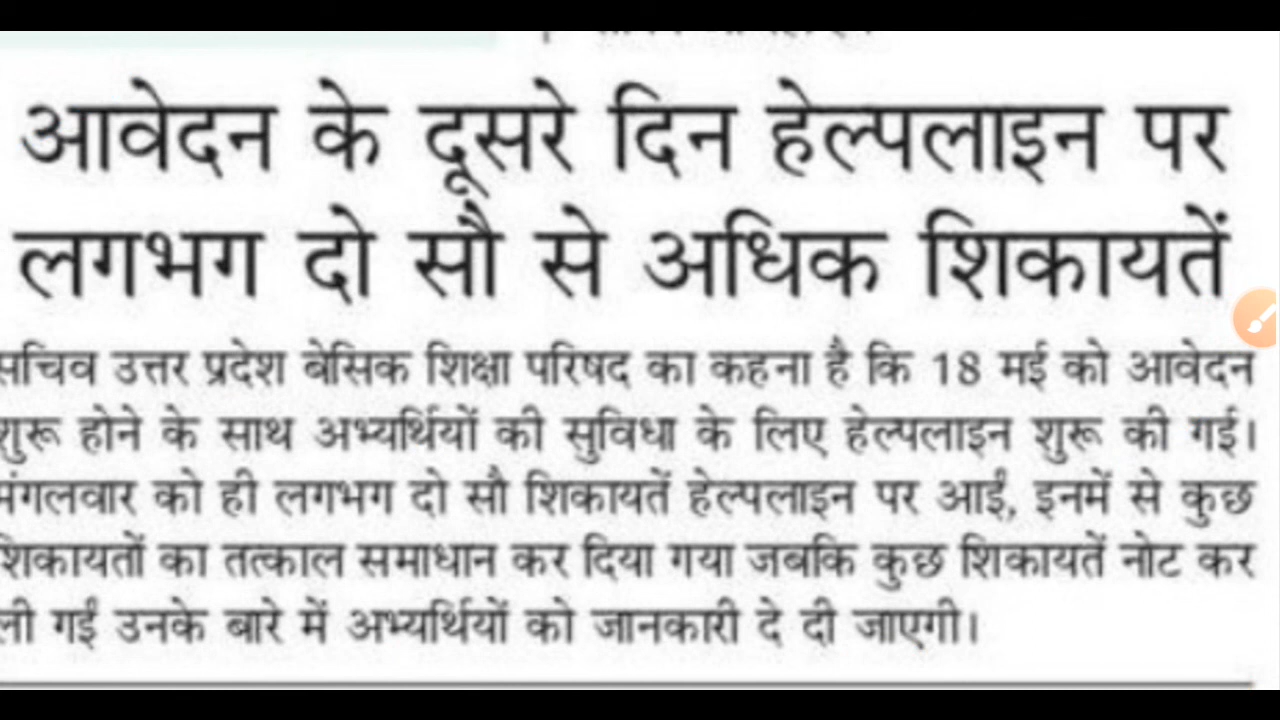 आवेदन के दूसरे दिन हेल्पलाइन पर
लगभग दो सौ से अधिक शिकायतें
सचिव उत्तर प्रदेश बेसिक शिक्षा परिषद का कहना है कि 18 मई को आवेदन
शुरू होने के साथ अभ्यर्थियों की सुविधा के लिए हेल्पलाइन शुरू की गई।
मंगलवार को ही लगभग दो सौ शिकायतें हेल्पलाइन पर आईं, इनमें से कुछ
शिकायतों का तत्काल समाधान कर दिया गया जबकि कुछ शिकायतें नोट कर
ली गईं उनके बारे में अभ्यर्थियों को जानकारी दे दी जाएगी।